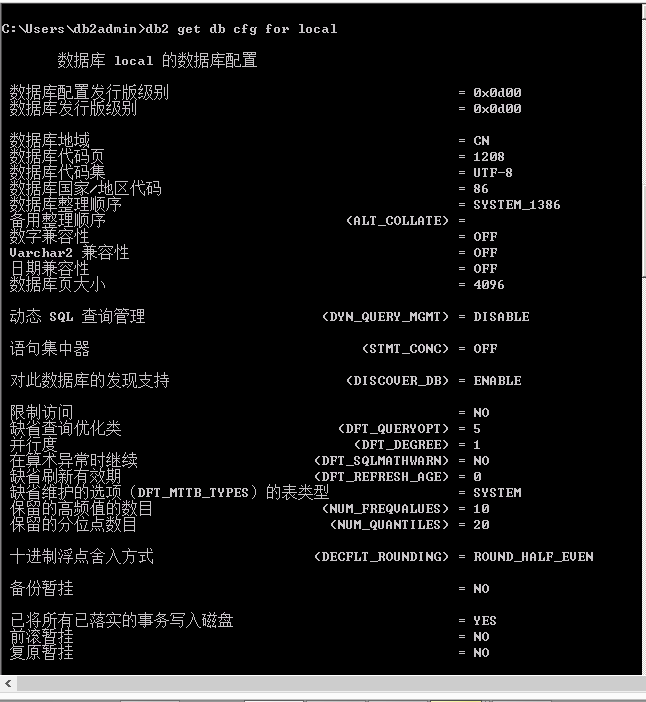 C:\Users\db2admin>db2 get db cfg for local
数据库 local 的数据库配置
数据库配置发行版级别 = 0x0d00
数据库发行版级别 = 0x0d00
数据库地域 = CN
数据库代码页 = 1208
数据库代码集 = UTF-8
数据库国家/地区代码 = 86
数据库整理顺序 = SYSTEM_1386
备用整理顺序 (ALT_COLLATE) =
数字兼容性 = OFF
Varchar2 兼容性 = OFF
日期兼容性 = OFF
数据库页大小 = 4096
动态 SQL 查询管理 (DYN_QUERY_MGMT) = DISABLE
语句集中器 (STMT_CONC) = OFF
对此数据库的发现支持 (DISCOVER_DB) = ENABLE
限制访问 = NO
缺省查询优化类 (DFT_QUERYOPT) = 5
并行度 (DFT_DEGREE) = 1
在算术异常时继续 (DFT_SQLMATHWARN) = NO
缺省刷新有效期 (DFT_REFRESH_AGE) = 0
缺省维护的选项（DFT_MTTB_TYPES）的表类型 = SYSTEM
保留的高频值的数目 (NUM_FREQVALUES) = 10
保留的分位点数目 (NUM_QUANTILES) = 20
十进制浮点舍入方式 (DECFLT_ROUNDING) = ROUND_HALF_EVEN
备份暂挂 = NO
已将所有已落实的事务写入磁盘 = YES
前滚暂挂 = NO
复原暂挂 = NO